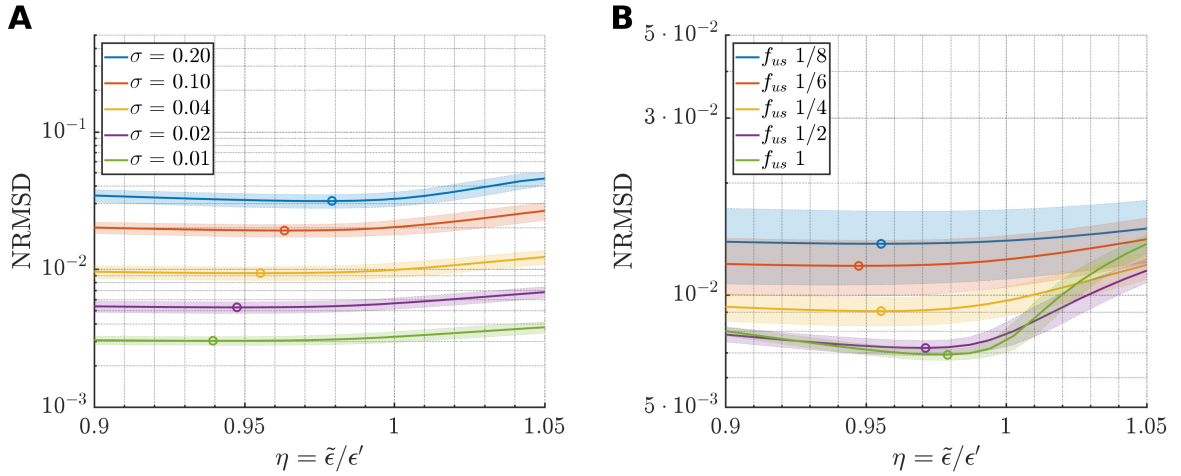 A
NRMSD
10⁻¹
10⁻²
10⁻³
σ = 0.20
σ = 0.10
σ = 0.04
σ = 0.02
σ = 0.01
0.9 0.95 1 1.05
η = ϵ̃/ϵ′
B
NRMSD
5 · 10⁻²
3 · 10⁻²
10⁻²
5 · 10⁻³
f_us 1/8
f_us 1/6
f_us 1/4
f_us 1/2
f_us 1
0.9 0.95 1 1.05
η = ϵ̃/ϵ′